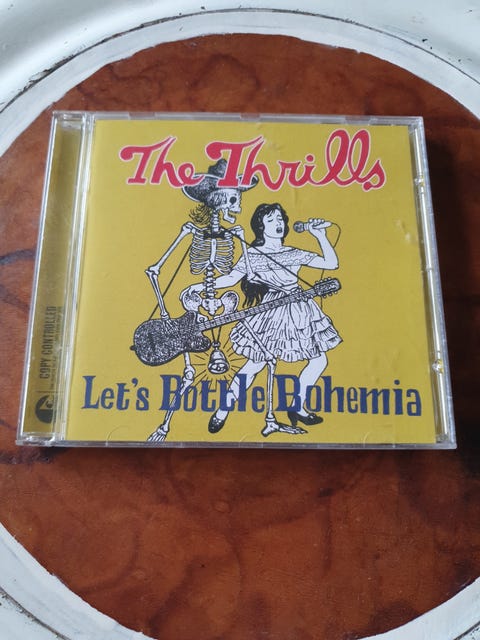 The Thrills
Let's Bottle Bohemia
COPY CONTROLLED